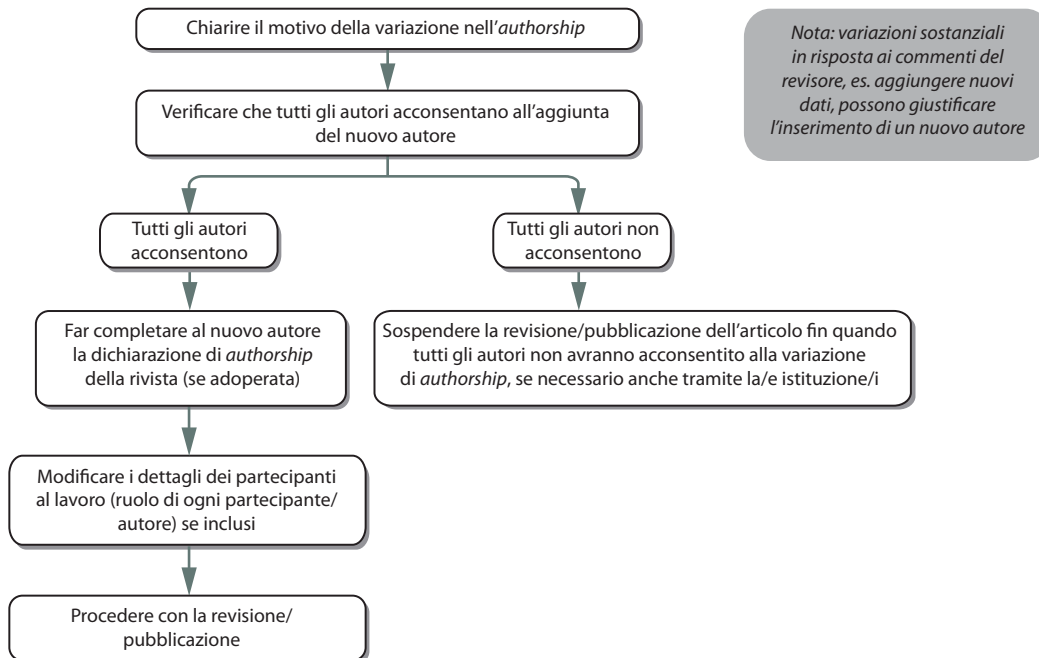 Chiarire il motivo della variazione nell'authorship
Nota: variazioni sostanziali
in risposta ai commenti del
revisore, es. aggiungere nuovi
dati, possono giustificare
l'inserimento di un nuovo autore
Verificare che tutti gli autori acconsentano all'aggiunta
del nuovo autore
Tutti gli autori
acconsentono
Tutti gli autori non
acconsentono
Far completare al nuovo autore
la dichiarazione di authorship
della rivista (se adoperata)
Sospendere la revisione/pubblicazione dell'articolo fin quando
tutti gli autori non avranno acconsentito alla variazione
di authorship, se necessario anche tramite la/e istituzione/i
Modificare i dettagli dei partecipanti
al lavoro (ruolo di ogni partecipante/
autore) se inclusi
Procedere con la revisione/
pubblicazione